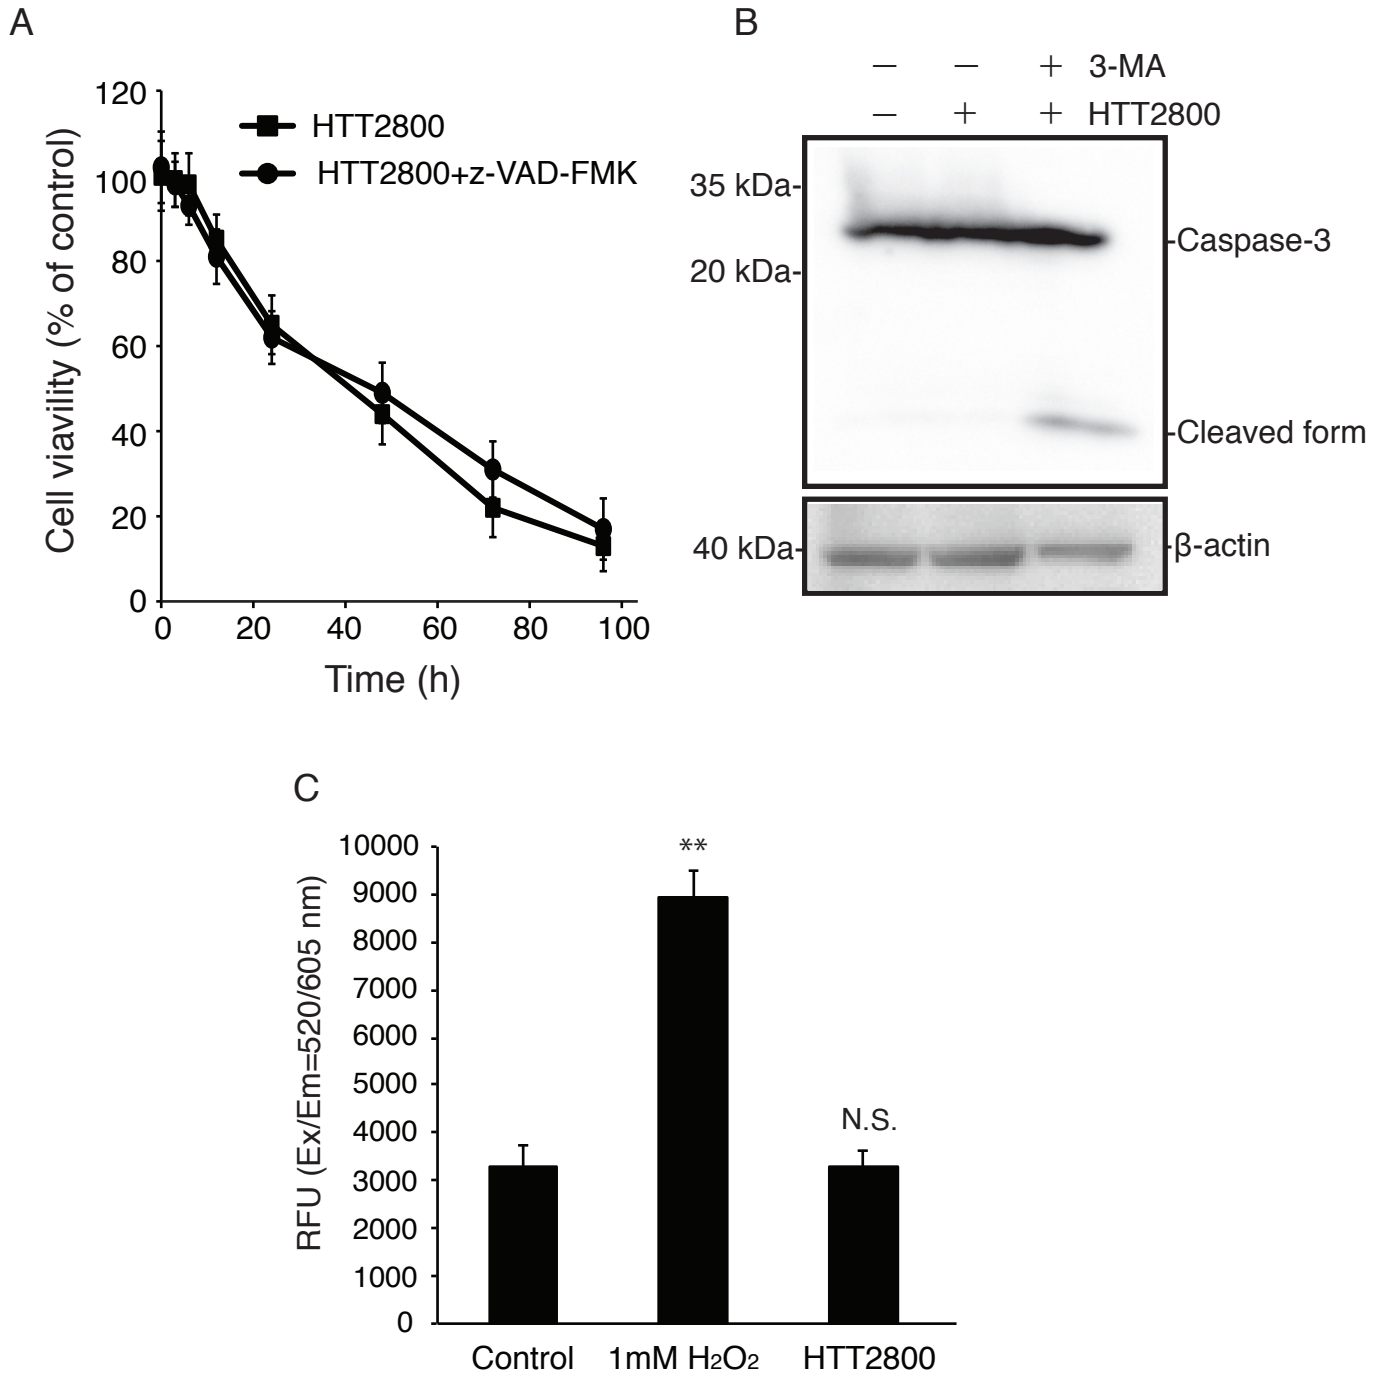 A
120
100
80
60
40
20
0
0 20 40 60 80 100
Cell viavility (% of control)
Time (h)
HTT2800
HTT2800+z-VAD-FMK
B
− − + 3-MA
− + + HTT2800
35 kDa-
20 kDa-
-Caspase-3
-Cleaved form
40 kDa-
-β-actin
C
10000
9000
8000
7000
6000
5000
4000
3000
2000
1000
0
RFU (Ex/Em=520/605 nm)
**
N.S.
Control 1mM H2O2 HTT2800